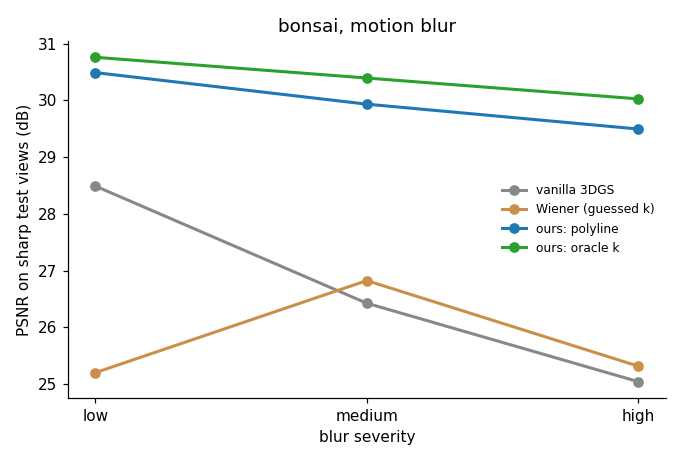 bonsai, motion blur
PSNR on sharp test views (dB)
31
30
29
28
27
26
25
vanilla 3DGS
Wiener (guessed k)
ours: polyline
ours: oracle k
low
medium
high
blur severity